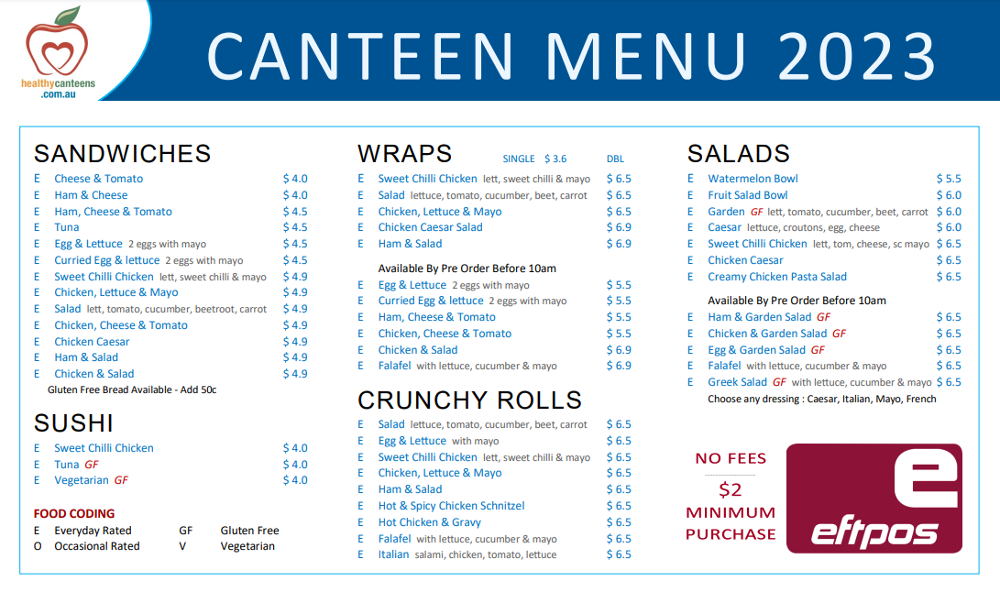 healthycanteens
.com.au
CANTEEN MENU 2023
SANDWICHES
E Cheese & Tomato $ 4.0
E Ham & Cheese $ 4.0
E Ham, Cheese & Tomato $ 4.5
E Tuna $ 4.5
E Egg & Lettuce 2 eggs with mayo $ 4.5
E Curried Egg & lettuce 2 eggs with mayo $ 4.5
E Sweet Chilli Chicken lett, sweet chilli & mayo $ 4.9
E Chicken, Lettuce & Mayo $ 4.9
E Salad lett, tomato, cucumber, beetroot, carrot $ 4.9
E Chicken, Cheese & Tomato $ 4.9
E Chicken Caesar $ 4.9
E Ham & Salad $ 4.9
E Chicken & Salad $ 4.9
Gluten Free Bread Available - Add 50c
SUSHI
E Sweet Chilli Chicken $ 4.0
E Tuna GF $ 4.0
E Vegetarian GF $ 4.0
FOOD CODING
E Everyday Rated GF Gluten Free
O Occasional Rated V Vegetarian
WRAPS SINGLE $ 3.6 DBL
E Sweet Chilli Chicken lett, sweet chilli & mayo $ 6.5
E Salad lettuce, tomato, cucumber, beet, carrot $ 6.5
E Chicken, Lettuce & Mayo $ 6.5
E Chicken Caesar Salad $ 6.9
E Ham & Salad $ 6.9
Available By Pre Order Before 10am
E Egg & Lettuce 2 eggs with mayo $ 5.5
E Curried Egg & lettuce 2 eggs with mayo $ 5.5
E Ham, Cheese & Tomato $ 5.5
E Chicken, Cheese & Tomato $ 5.5
E Chicken & Salad $ 6.9
E Falafel with lettuce, cucumber & mayo $ 6.9
CRUNCHY ROLLS
E Salad lettuce, tomato, cucumber, beet, carrot $ 6.5
E Egg & Lettuce with mayo $ 6.5
E Sweet Chilli Chicken lett, sweet chilli & mayo $ 6.5
E Chicken, Lettuce & Mayo $ 6.5
E Ham & Salad $ 6.5
E Hot & Spicy Chicken Schnitzel $ 6.5
E Hot Chicken & Gravy $ 6.5
E Falafel with lettuce, cucumber & mayo $ 6.5
E Italian salami, chicken, tomato, lettuce $ 6.5
SALADS
E Watermelon Bowl $ 5.5
E Fruit Salad Bowl $ 6.0
E Garden GF lett, tomato, cucumber, beet, carrot $ 6.0
E Caesar lettuce, croutons, egg, cheese $ 6.0
E Sweet Chilli Chicken lett, tom, cheese, sc mayo $ 6.5
E Chicken Caesar $ 6.5
E Creamy Chicken Pasta Salad $ 6.5
Available By Pre Order Before 10am
E Ham & Garden Salad GF $ 6.5
E Chicken & Garden Salad GF $ 6.5
E Egg & Garden Salad GF $ 6.5
E Falafel with lettuce, cucumber & mayo $ 6.5
E Greek Salad GF with lettuce, cucumber & mayo $ 6.5
Choose any dressing : Caesar, Italian, Mayo, French
NO FEES
$2
MINIMUM
PURCHASE
e
eftpos